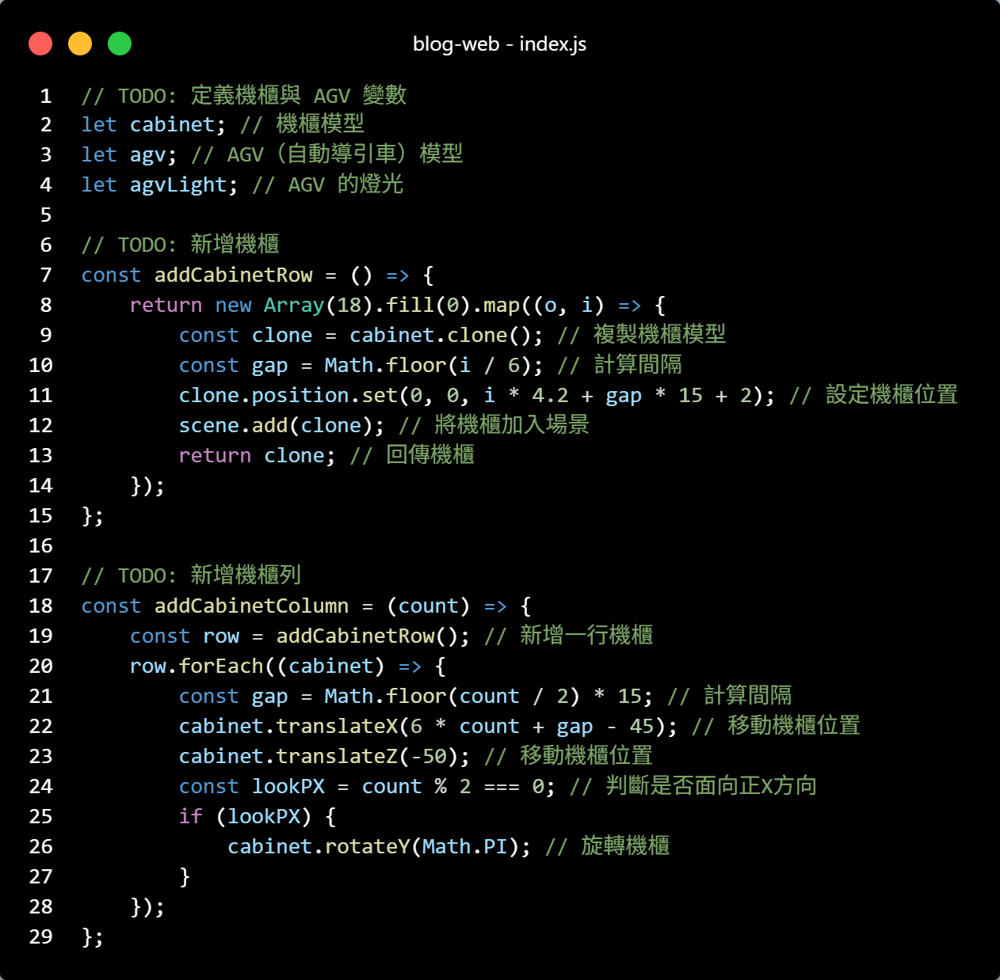 blog-web - index.js
1 // TODO: 定義機櫃與 AGV 變數
2 let cabinet; // 機櫃模型
3 let agv; // AGV（自動導引車）模型
4 let agvLight; // AGV 的燈光
5
6 // TODO: 新增機櫃
7 const addCabinetRow = () => {
8     return new Array(18).fill(0).map((o, i) => {
9         const clone = cabinet.clone(); // 複製機櫃模型
10         const gap = Math.floor(i / 6); // 計算間隔
11         clone.position.set(0, 0, i * 4.2 + gap * 15 + 2); // 設定機櫃位置
12         scene.add(clone); // 將機櫃加入場景
13         return clone; // 回傳機櫃
14     });
15 };
16
17 // TODO: 新增機櫃列
18 const addCabinetColumn = (count) => {
19     const row = addCabinetRow(); // 新增一行機櫃
20     row.forEach((cabinet) => {
21         const gap = Math.floor(count / 2) * 15; // 計算間隔
22         cabinet.translateX(6 * count + gap - 45); // 移動機櫃位置
23         cabinet.translateZ(-50); // 移動機櫃位置
24         const lookPX = count % 2 === 0; // 判斷是否面向正X方向
25         if (lookPX) {
26             cabinet.rotateY(Math.PI); // 旋轉機櫃
27         }
28     });
29 };